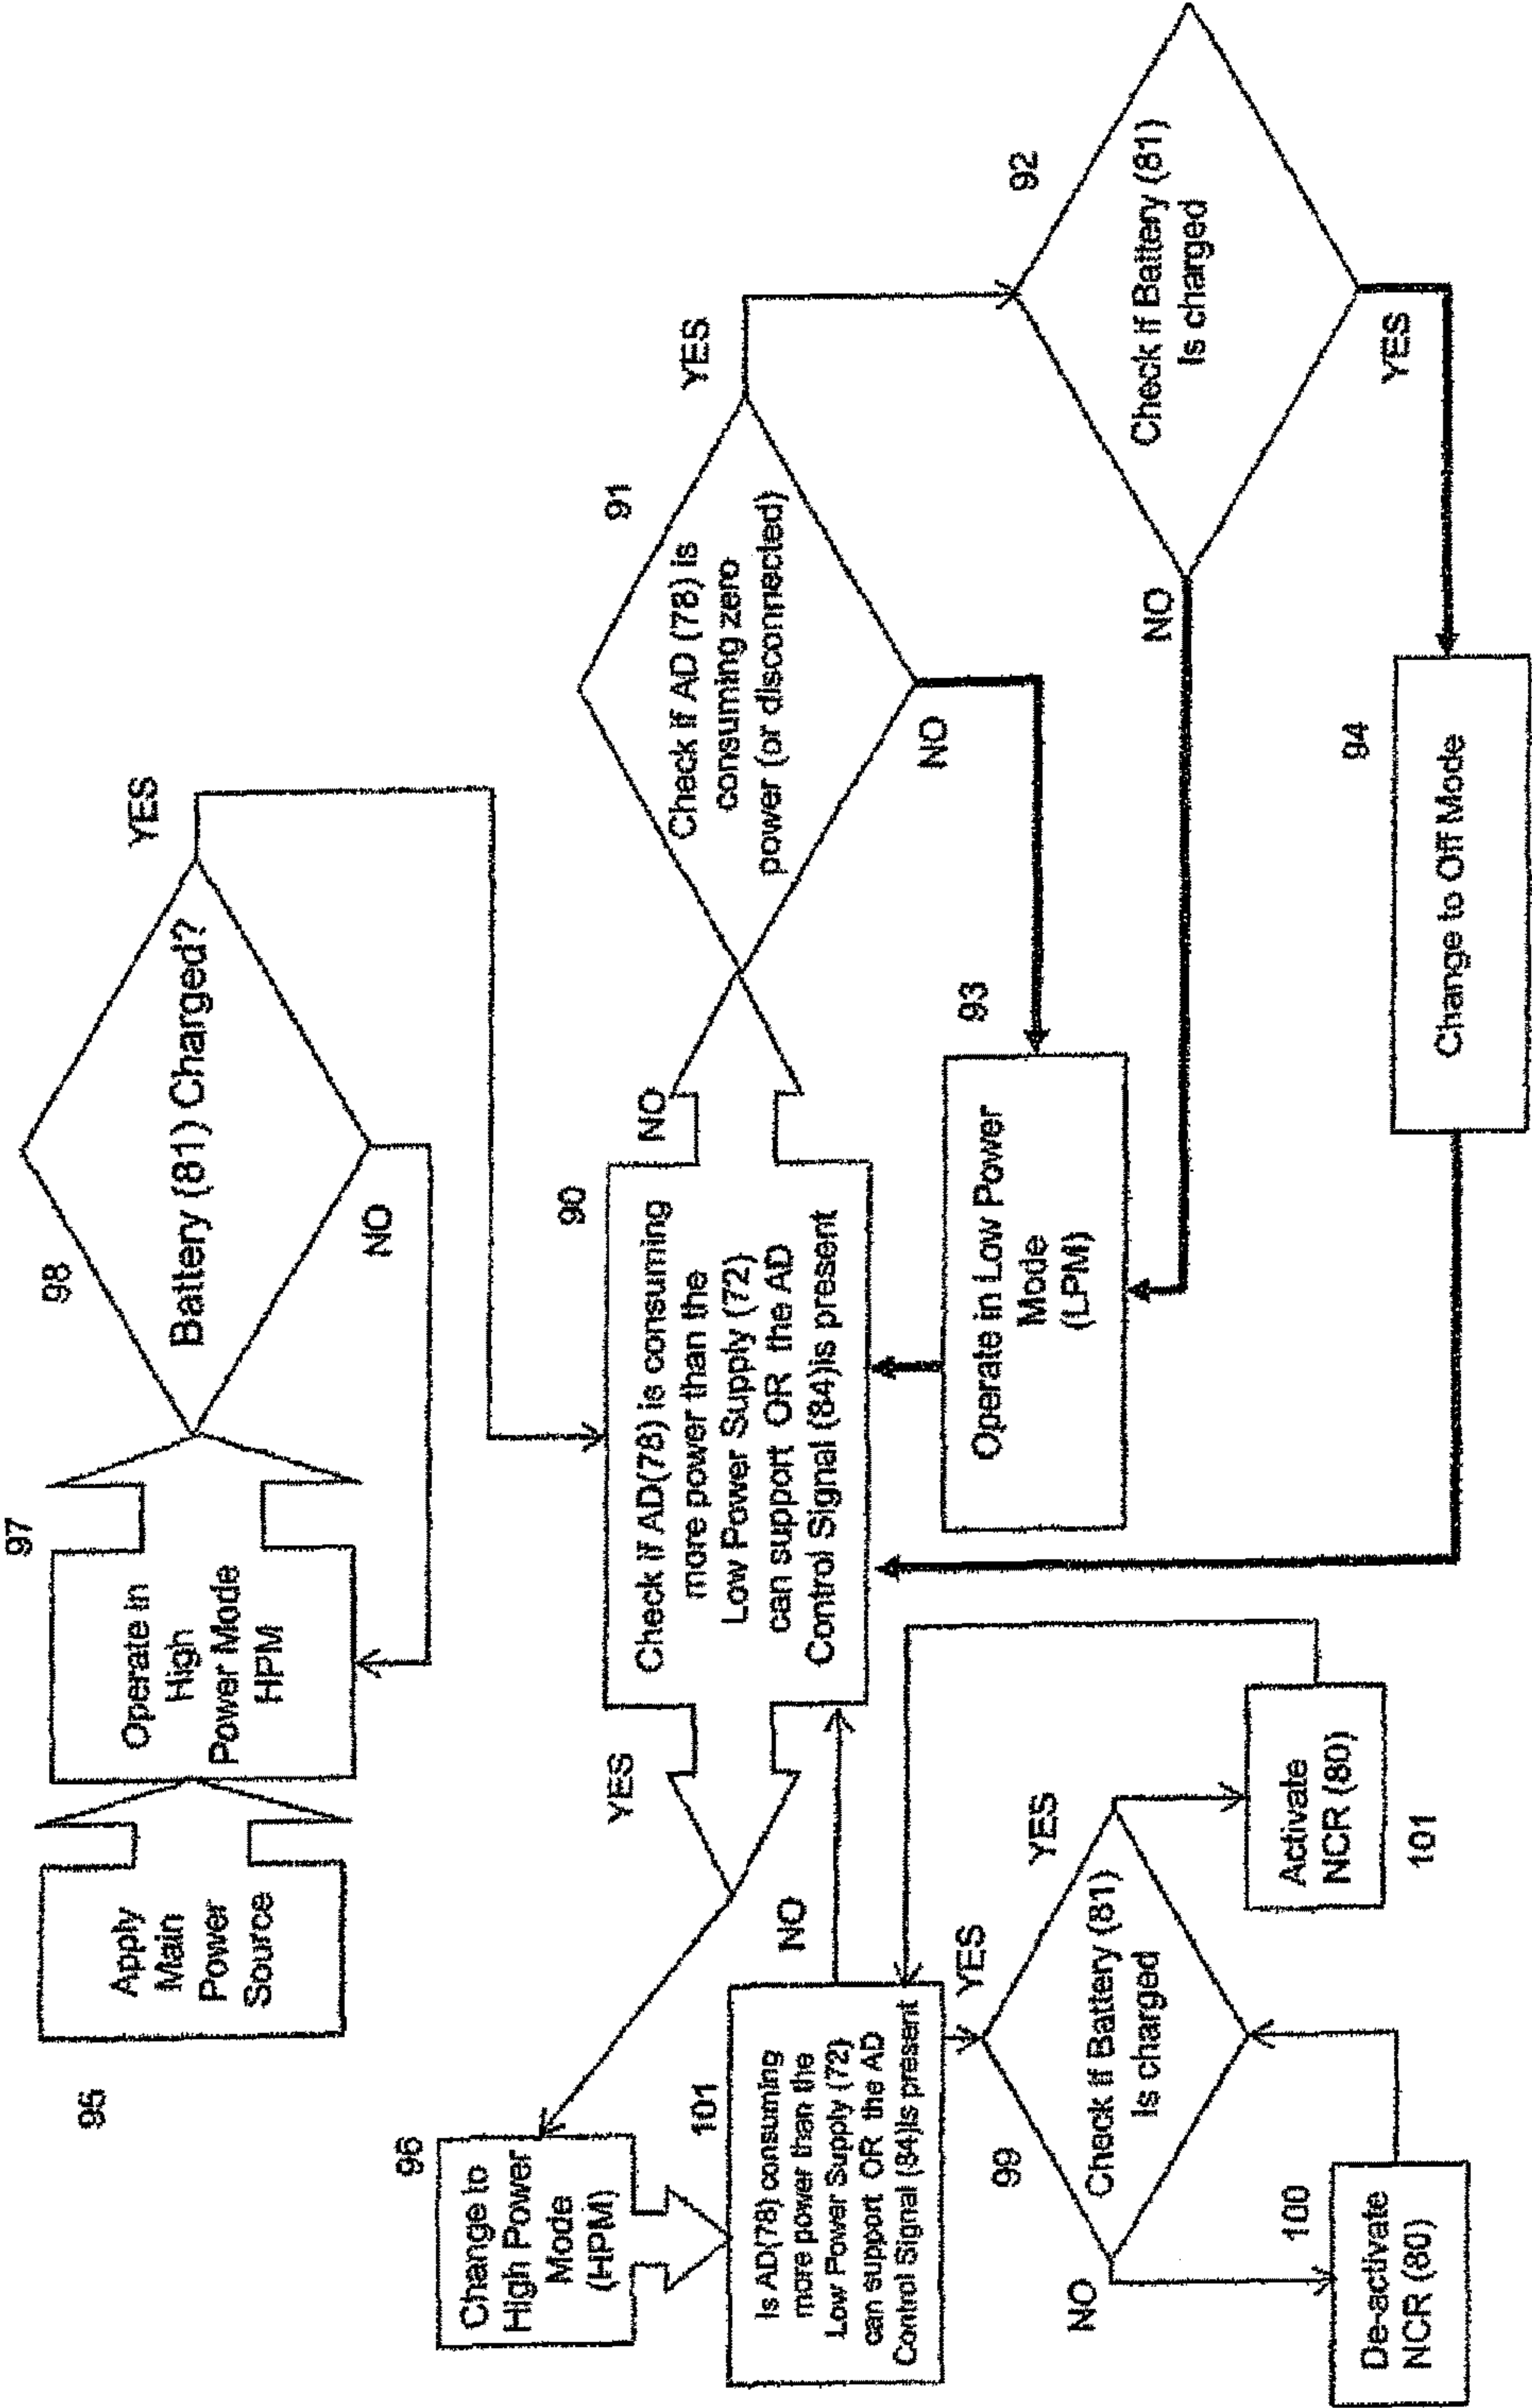 95
Apply
Main
Power
Source
97
Operate in
High
Power Mode
HPM
98
Battery (81) Charged?
YES
NO
96
Change to
High Power
Mode
(HPM)
YES
90
Check if AD(78) is consuming
more power than the
Low Power Supply (72)
can support OR the AD
Control Signal (84)is present
NO
91
Check if AD (78) is
consuming zero
power (or disconnected)
YES
NO
101
Is AD(78) consuming
more power than the
Low Power Supply (72)
can support OR the AD
Control Signal (84)is present
NO
YES
93
Operate in Low Power
Mode
(LPM)
92
Check if Battery (81)
Is charged
NO
YES
99
Check if Battery (81)
Is charged
NO
YES
100
De-activate
NCR (80)
Activate
NCR (80)
101
94
Change to Off Mode